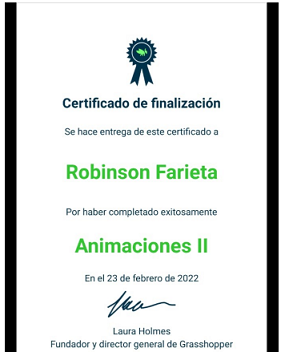 Certificado de finalización
Se hace entrega de este certificado a
Robinson Farieta
Por haber completado exitosamente
Animaciones II
En el 23 de febrero de 2022
Laura Holmes
Fundador y director general de Grasshopper